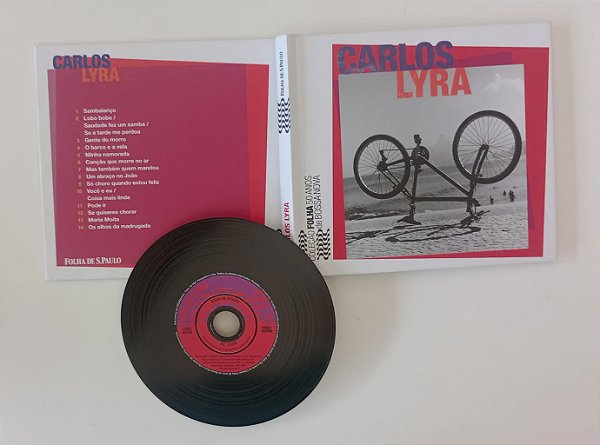 CARLOS
LYRA
1 Sambalanço
2 Lobo bobo /
Saudade fez um samba /
Se é tarde me perdoa
3 Gente do morro
4 O barco e a vela
5 Minha namorada
6 Canção que morre no ar
7 Mas também quem mandou
8 Um abraço no João
9 Só choro quando estou feliz
10 Você e eu /
Coisa mais linda
11 Pode ir
12 Se quiseres chorar
13 Maria Moita
14 Os olhos da madrugada
FOLHA DE S.PAULO
FOLHA DE S.PAULO
CARLOS LYRA
COLEÇÃO FOLHA 50 ANOS
de BOSSA NOVA
CARLOS
LYRA
FOLHA DE S.PAULO